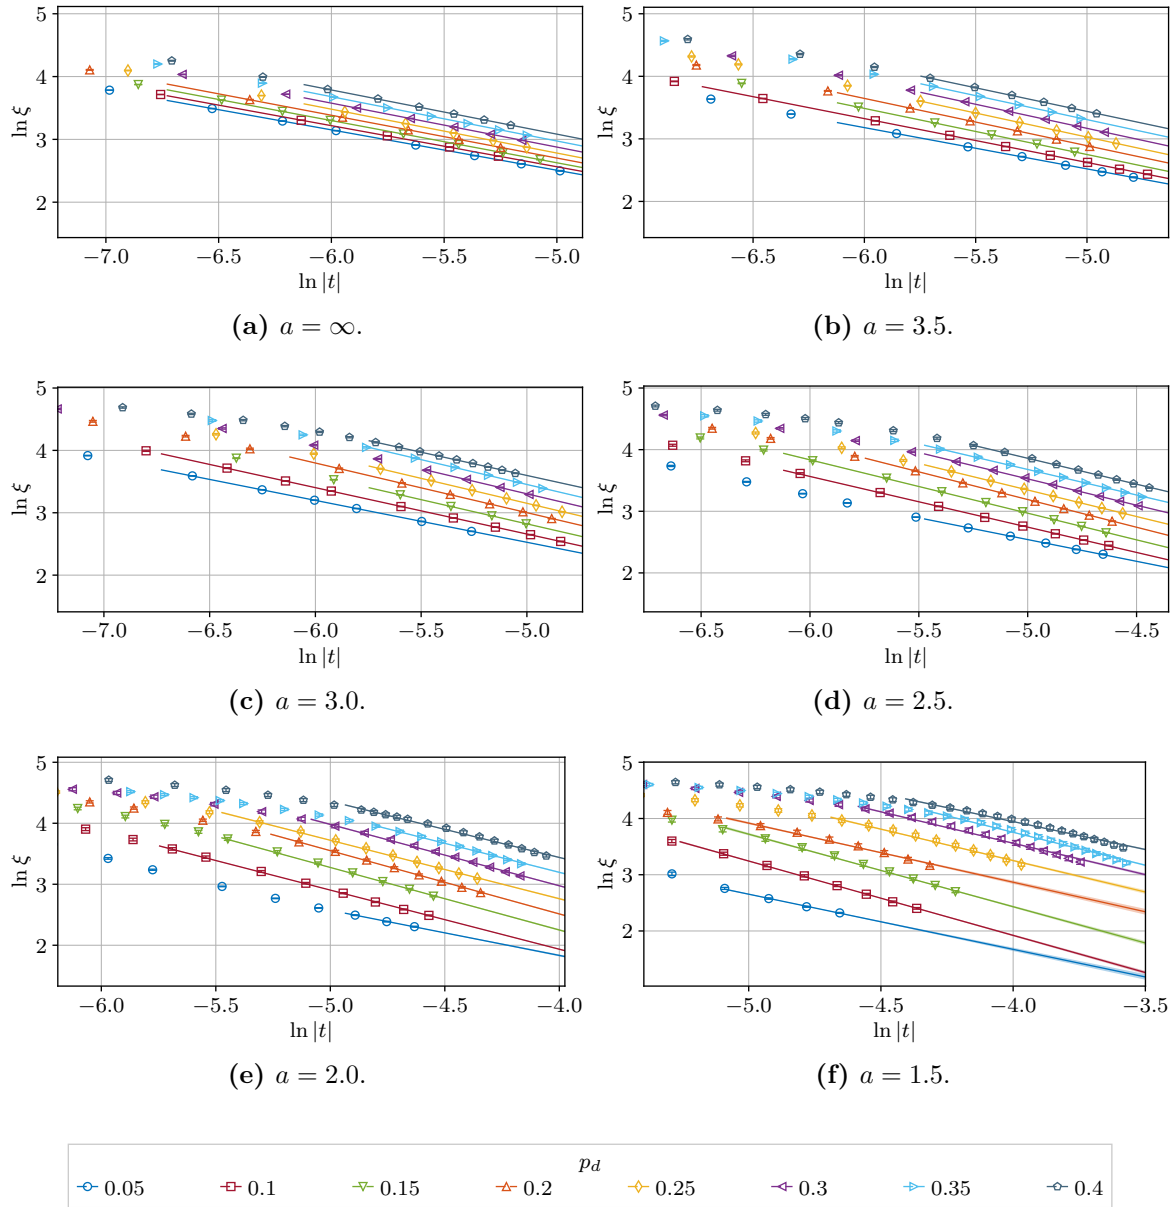 5
4
3
2
ln ξ
−7.0 −6.5 −6.0 −5.5 −5.0
ln |t|
(a) a = ∞.
5
4
3
2
ln ξ
−6.5 −6.0 −5.5 −5.0
ln |t|
(b) a = 3.5.
5
4
3
2
ln ξ
−7.0 −6.5 −6.0 −5.5 −5.0
ln |t|
(c) a = 3.0.
5
4
3
2
ln ξ
−6.5 −6.0 −5.5 −5.0 −4.5
ln |t|
(d) a = 2.5.
5
4
3
2
ln ξ
−6.0 −5.5 −5.0 −4.5 −4.0
ln |t|
(e) a = 2.0.
5
4
3
2
ln ξ
−5.0 −4.5 −4.0 −3.5
ln |t|
(f) a = 1.5.
p_d
0.05 0.1 0.15 0.2 0.25 0.3 0.35 0.4